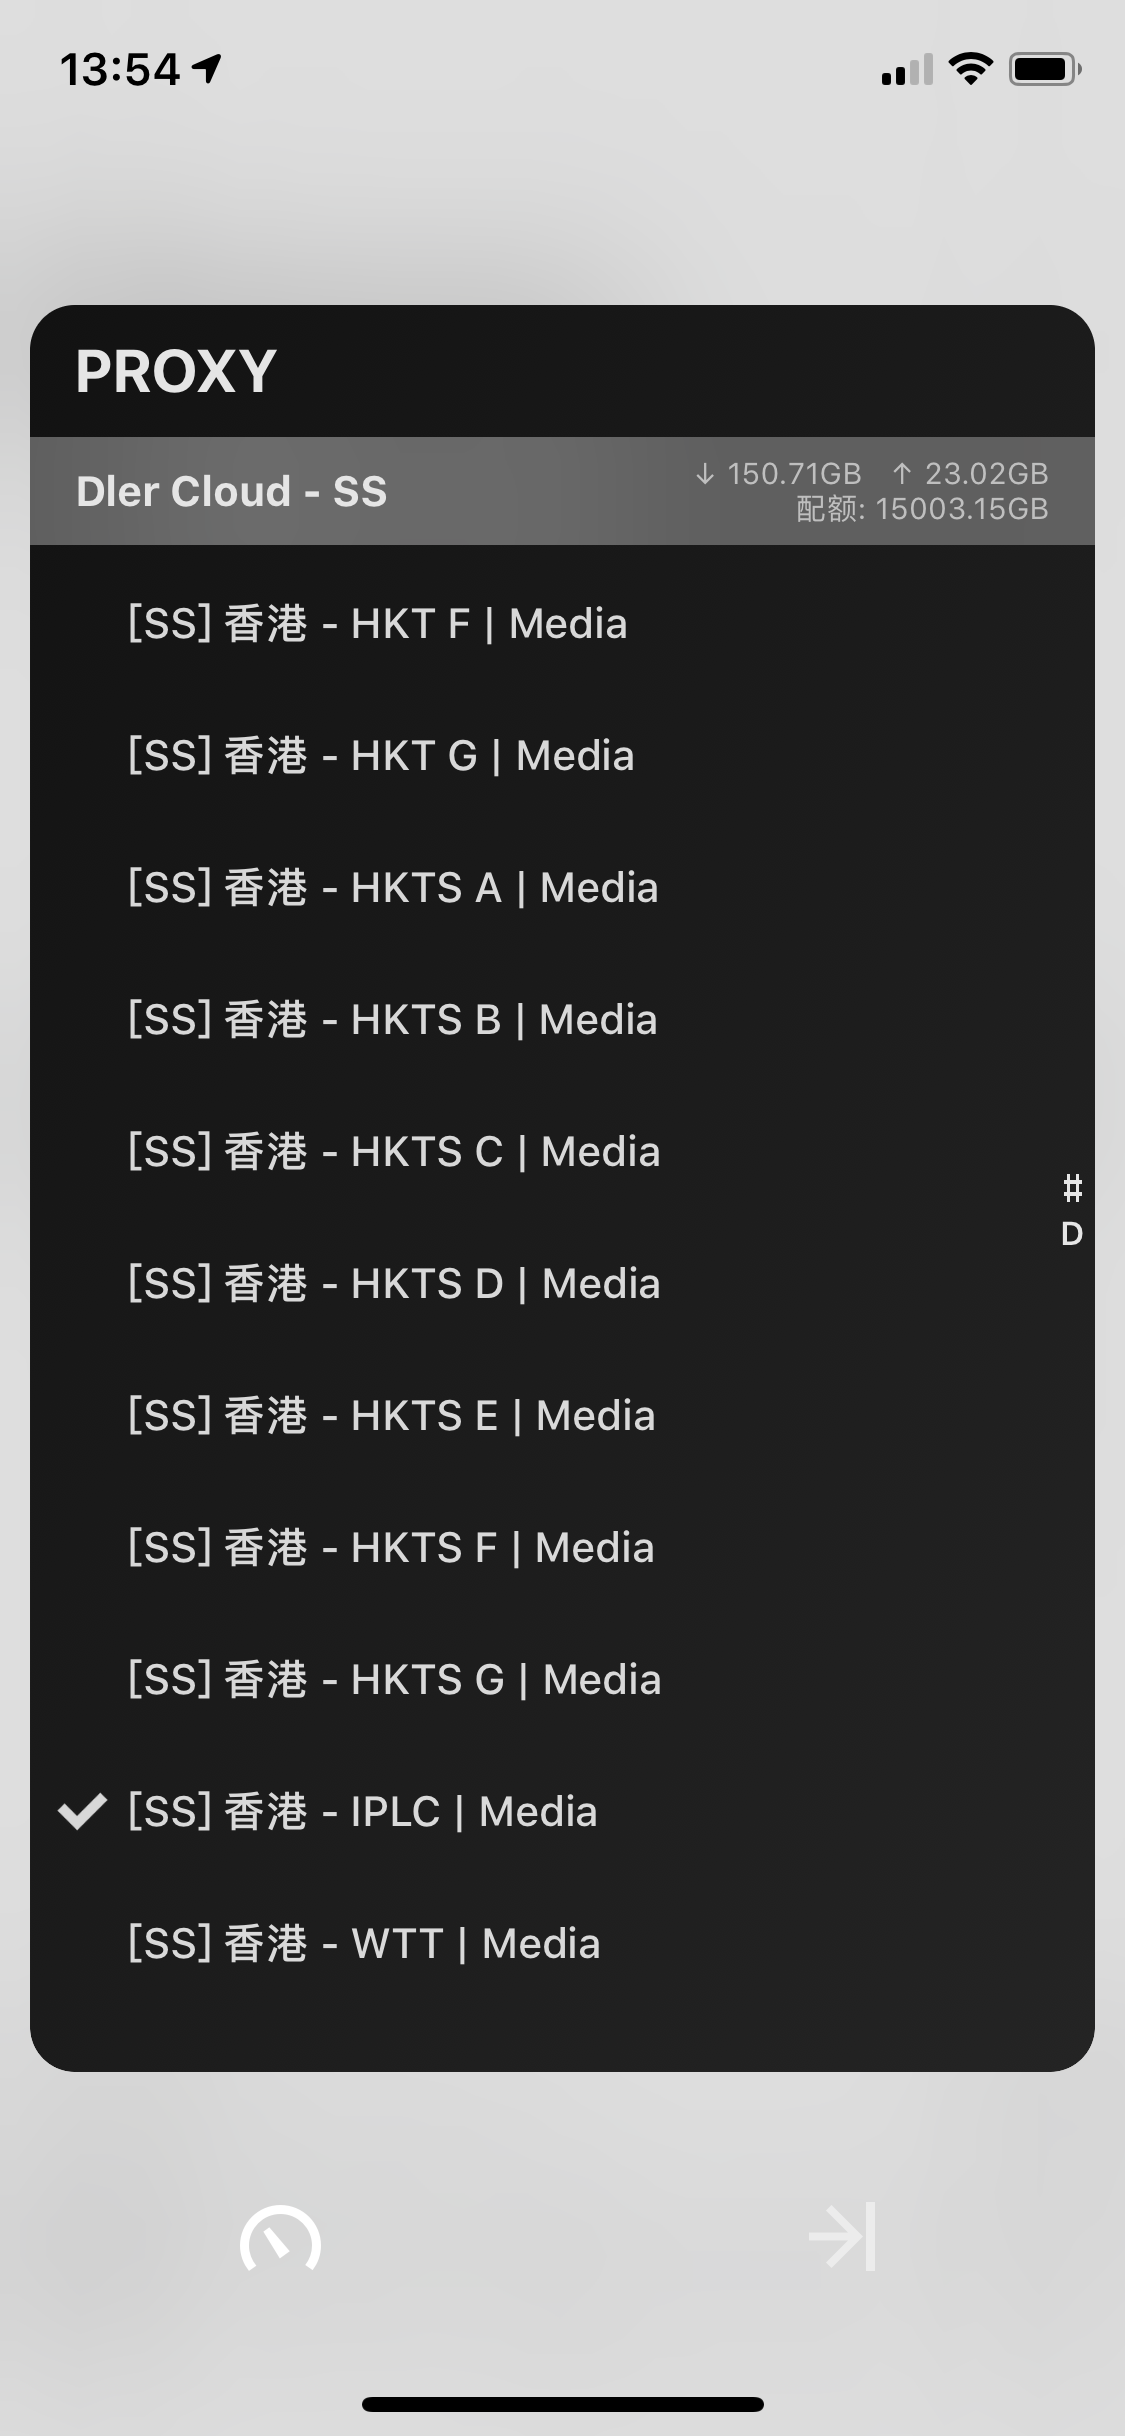 13:54
PROXY
Dler Cloud - SS
↓ 150.71GB ↑ 23.02GB
配额: 15003.15GB
[SS] 香港 - HKT F | Media
[SS] 香港 - HKT G | Media
[SS] 香港 - HKTS A | Media
[SS] 香港 - HKTS B | Media
[SS] 香港 - HKTS C | Media
[SS] 香港 - HKTS D | Media
[SS] 香港 - HKTS E | Media
[SS] 香港 - HKTS F | Media
[SS] 香港 - HKTS G | Media
[SS] 香港 - IPLC | Media
[SS] 香港 - WTT | Media
#
D